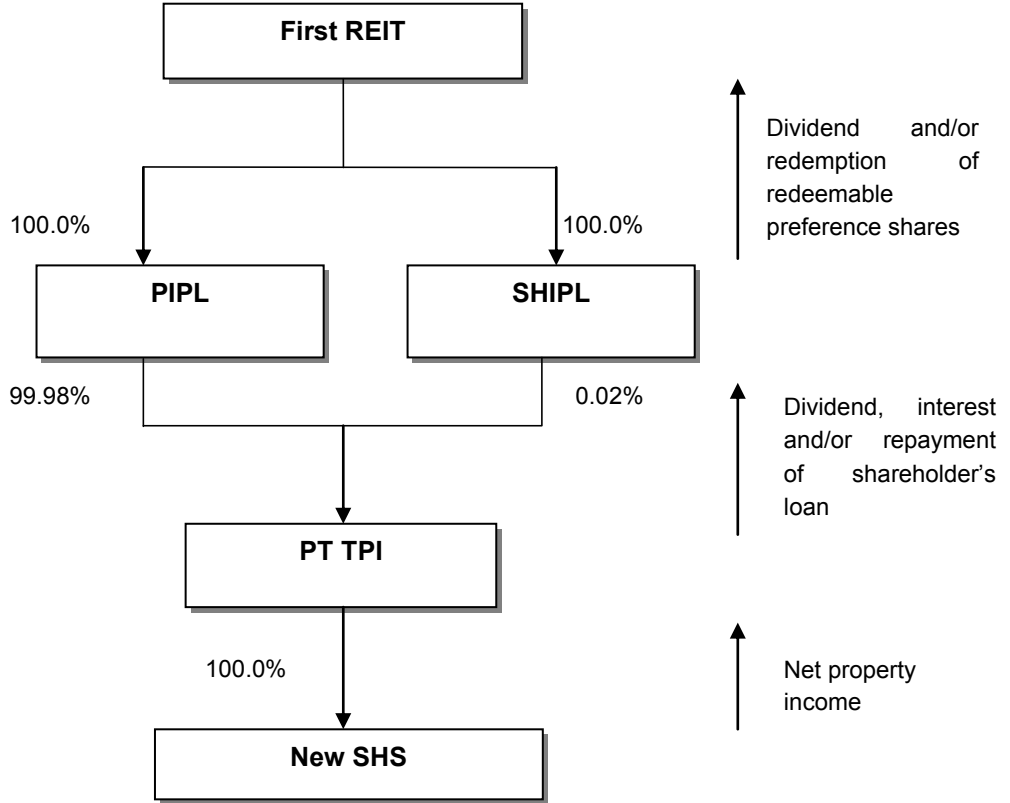 First REIT
Dividend and/or
redemption of
redeemable
preference shares
100.0%
100.0%
PIPL
SHIPL
99.98%
0.02%
Dividend, interest
and/or repayment
of shareholder’s
loan
PT TPI
100.0%
Net property
income
New SHS